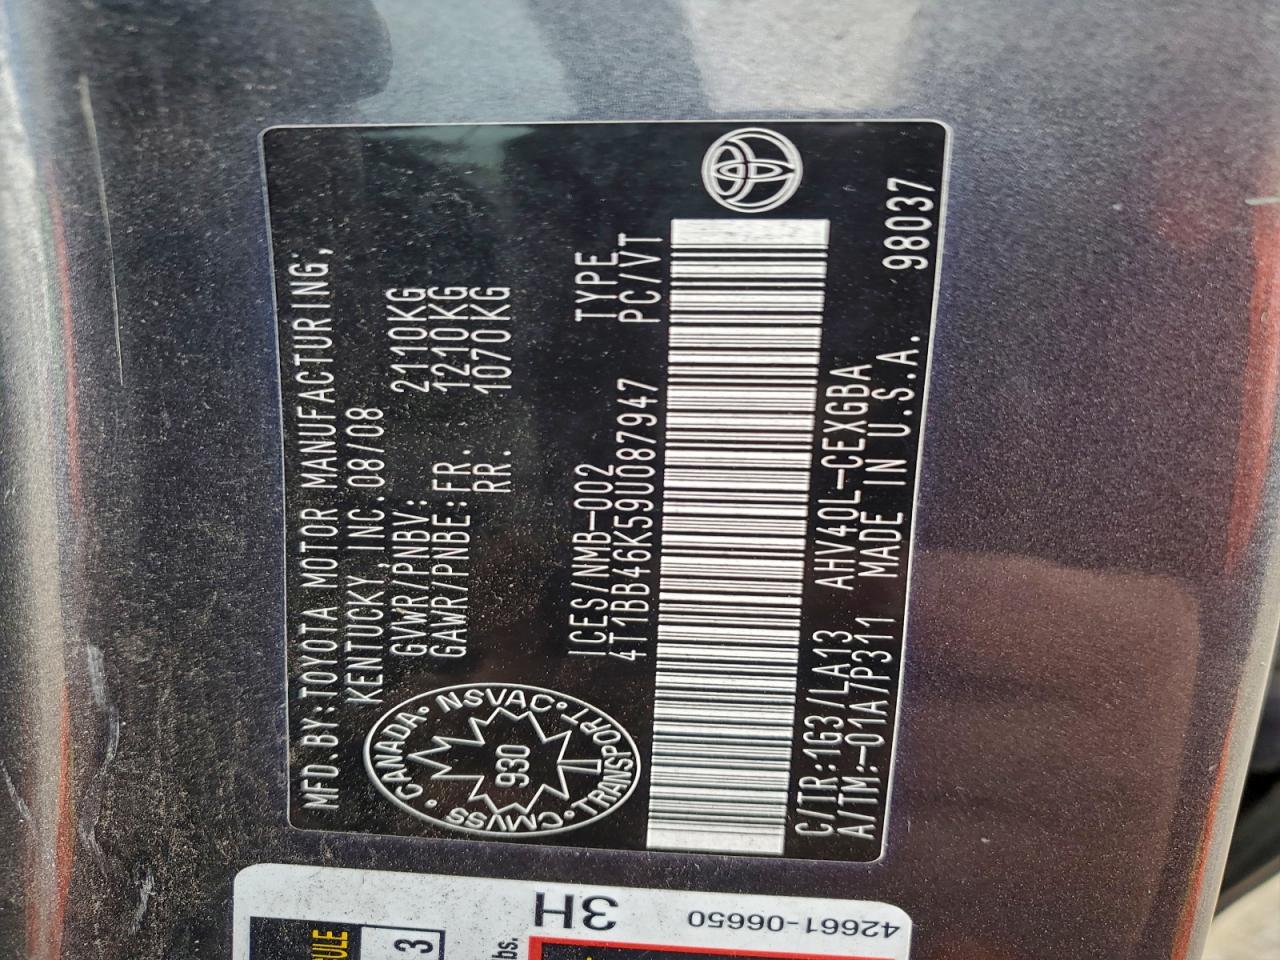 MFD.BY:TOYOTA MOTOR MANUFACTURING,
KENTUCKY,INC.08/08
GVWR/PNBV: 2110KG
GAWR/PNBE:FR. 1210KG
RR. 1070KG
CANADA • NSVAC • TRANSPORT • CMVSS •
930
ICES/NMB-002 TYPE
4T1BB46K59U087947 PC/VT
C/TR:1G3/LA13 AHV40L-CEXGBA
A/TM:-01A/P311 MADE IN U.S.A. 98037
3H
42661-06650
3